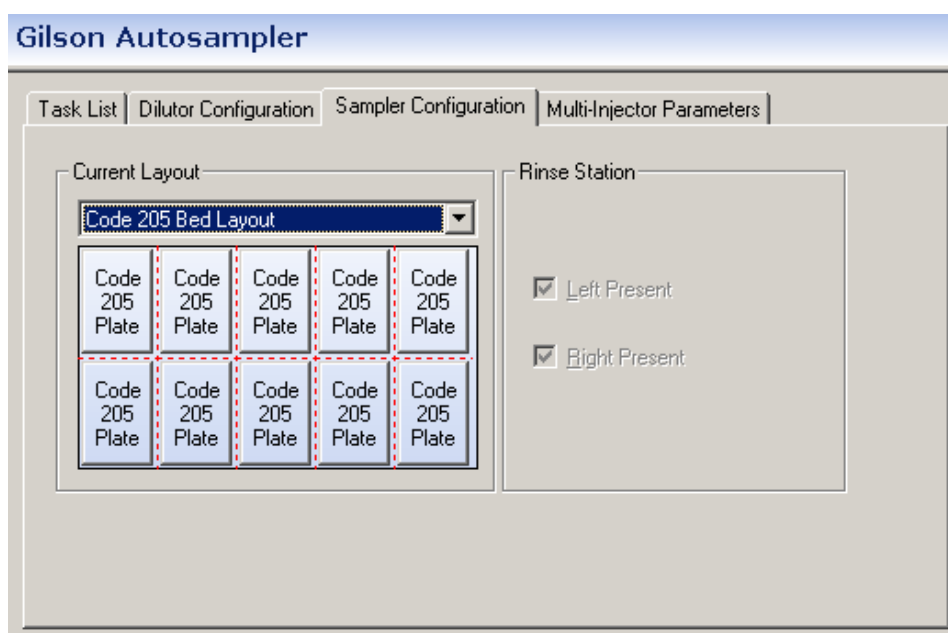 Gilson Autosampler
Task List Dilutor Configuration Sampler Configuration Multi-Injector Parameters
Current Layout
Code 205 Bed Layout
Code 205 Plate
Code 205 Plate
Code 205 Plate
Code 205 Plate
Code 205 Plate
Code 205 Plate
Code 205 Plate
Code 205 Plate
Code 205 Plate
Code 205 Plate
Rinse Station
Left Present
Right Present